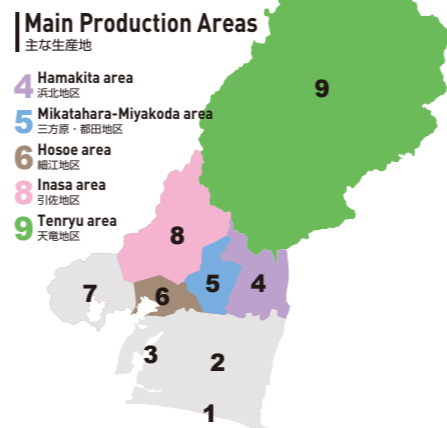 Main Production Areas
主な生産地
4 Hamakita area
浜北地区
5 Mikatahara-Miyakoda area
三方原・都田地区
6 Hosoe area
細江地区
8 Inasa area
引佐地区
9 Tenryu area
天竜地区
9
8
7
6
5
4
3
2
1